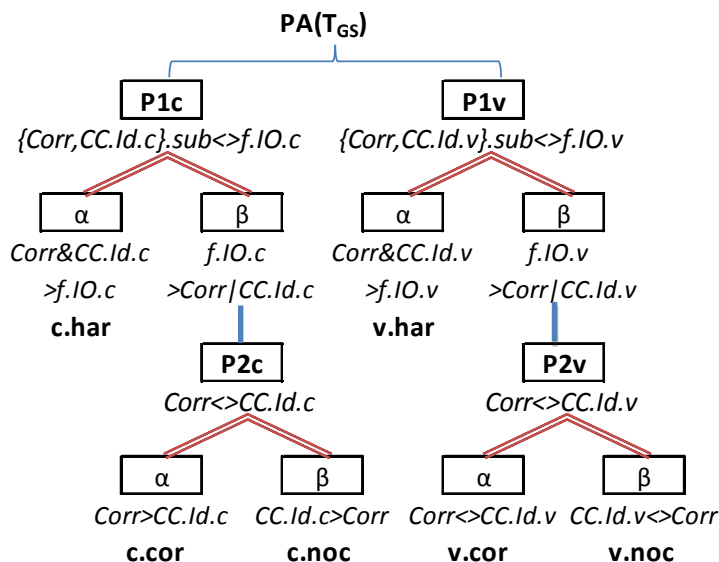 PA(T_GS)
P1c P1v
{Corr,CC.Id.c}.sub<>f.IO.c {Corr,CC.Id.v}.sub<>f.IO.v
α β α β
Corr&CC.Id.c f.IO.c Corr&CC.Id.v f.IO.v
>f.IO.c >Corr|CC.Id.c >f.IO.v >Corr|CC.Id.v
c.har v.har
P2c P2v
Corr<>CC.Id.c Corr<>CC.Id.v
α β α β
Corr>CC.Id.c CC.Id.c>Corr Corr<>CC.Id.v CC.Id.v<>Corr
c.cor c.noc v.cor v.noc